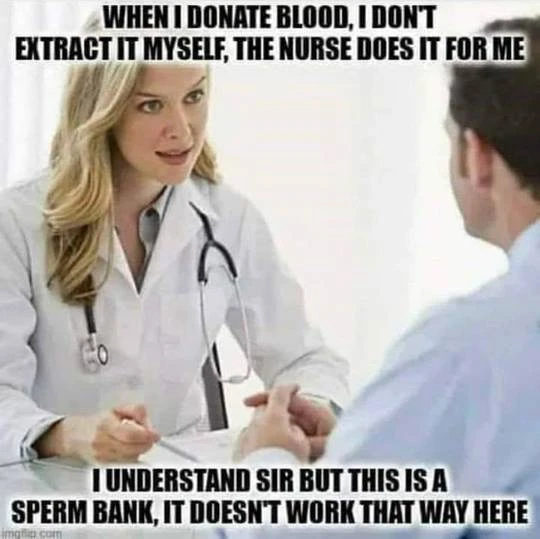 WHEN I DONATE BLOOD, I DON'T
EXTRACT IT MYSELF, THE NURSE DOES IT FOR ME
I UNDERSTAND SIR BUT THIS IS A
SPERM BANK, IT DOESN'T WORK THAT WAY HERE
imgflip.com